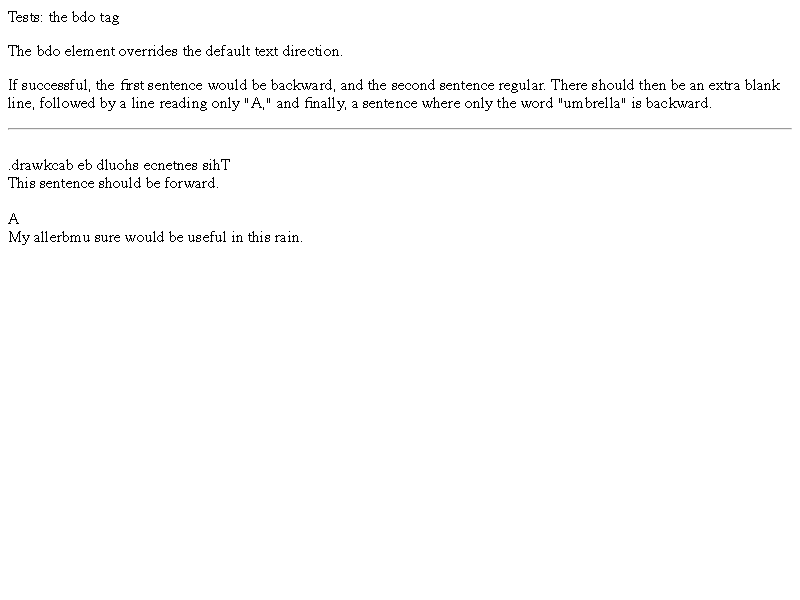 Tests: the bdo tag
The bdo element overrides the default text direction.
If successful, the first sentence would be backward, and the second sentence regular. There should then be an extra blank
line, followed by a line reading only "A," and finally, a sentence where only the word "umbrella" is backward.
.drawkcab eb dluohs ecnetnes sihT
This sentence should be forward.
A
My allerbmu sure would be useful in this rain.